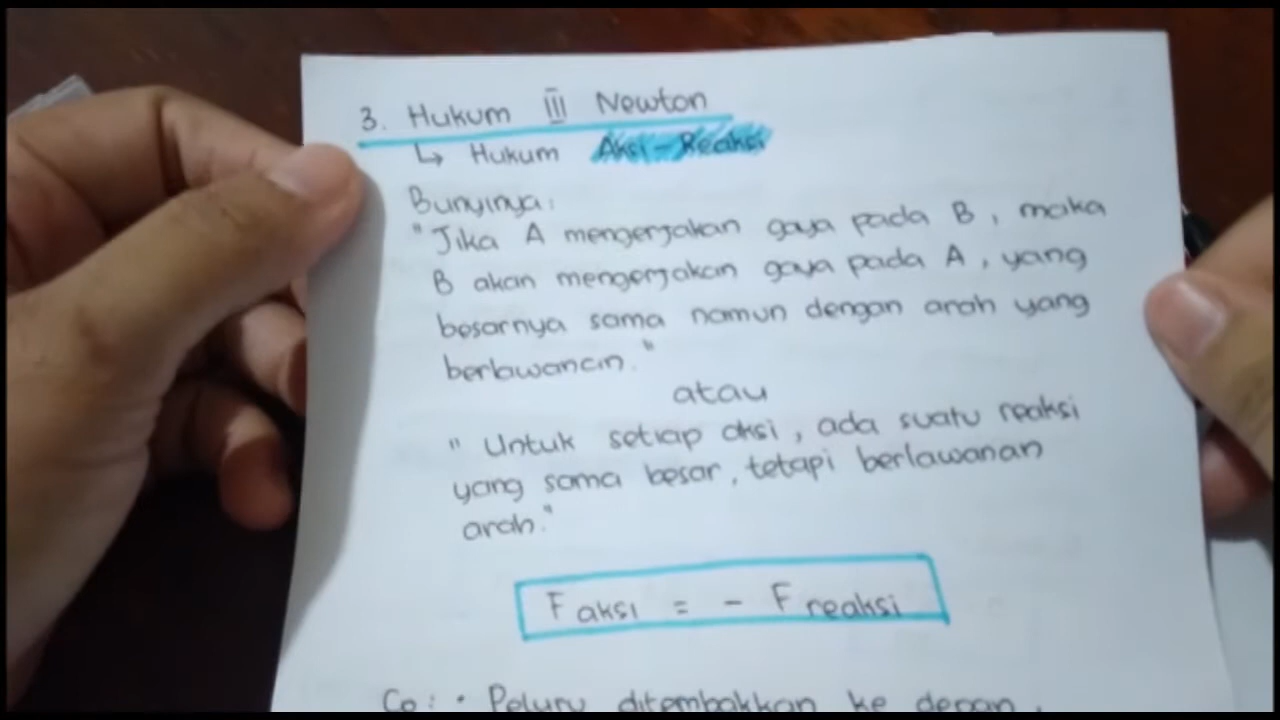 3. Hukum III Newton
↳ Hukum Aksi-Reaksi
Bunyinya:
"Jika A mengerjakan gaya pada B, maka
B akan mengerjakan gaya pada A, yang
besarnya sama namun dengan arah yang
berlawanan."
atau
"Untuk setiap aksi, ada suatu reaksi
yang sama besar, tetapi berlawanan
arah."
F aksi = - F reaksi
Co: • Peluru ditembakkan ke depan,